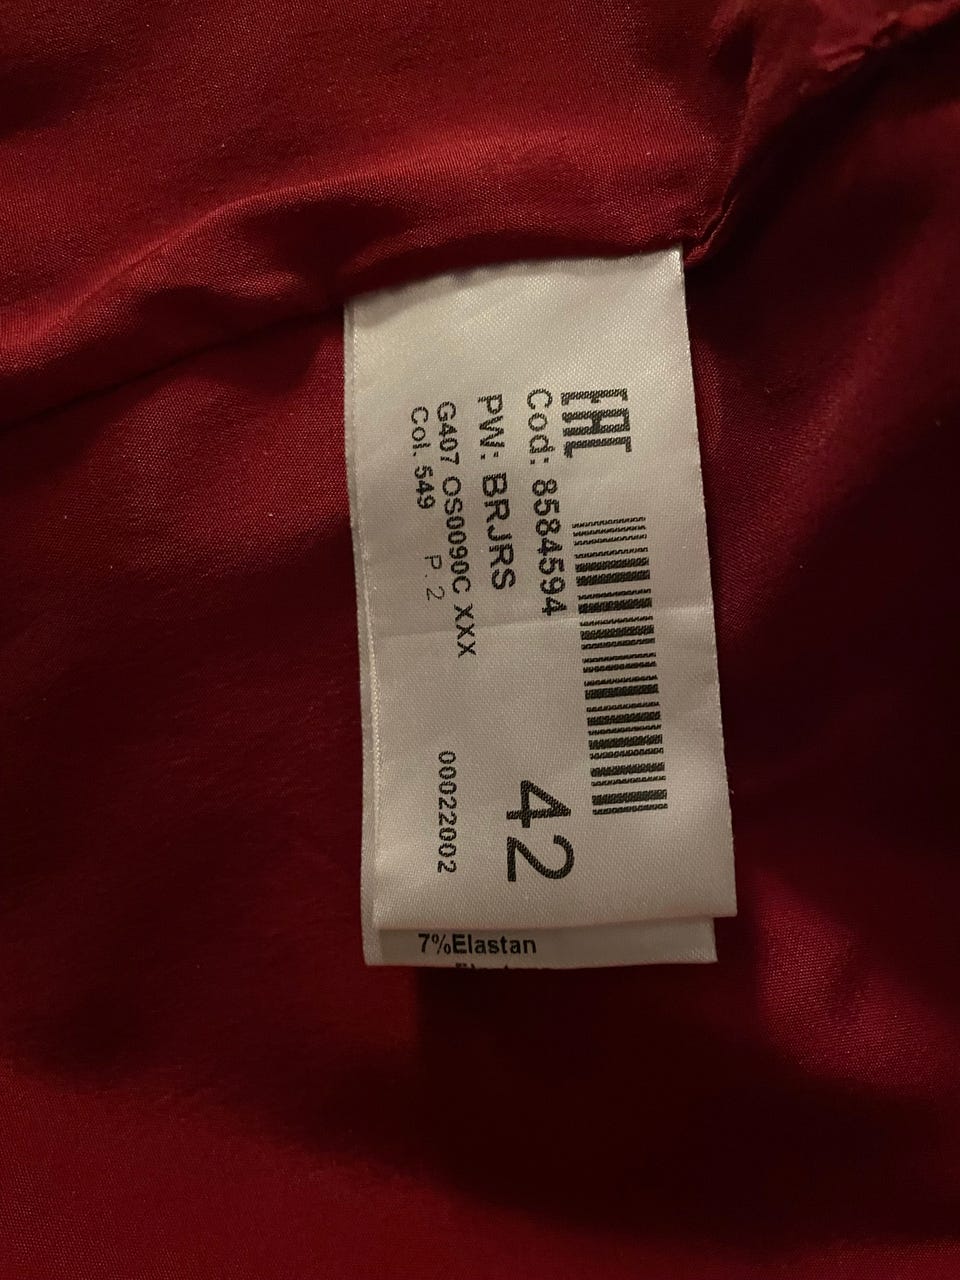 EAC
Cod: 8584594
PW: BRJRS
42
G407 OS0090C XXX
Col. 549
P.2
00022002
7%Elastan